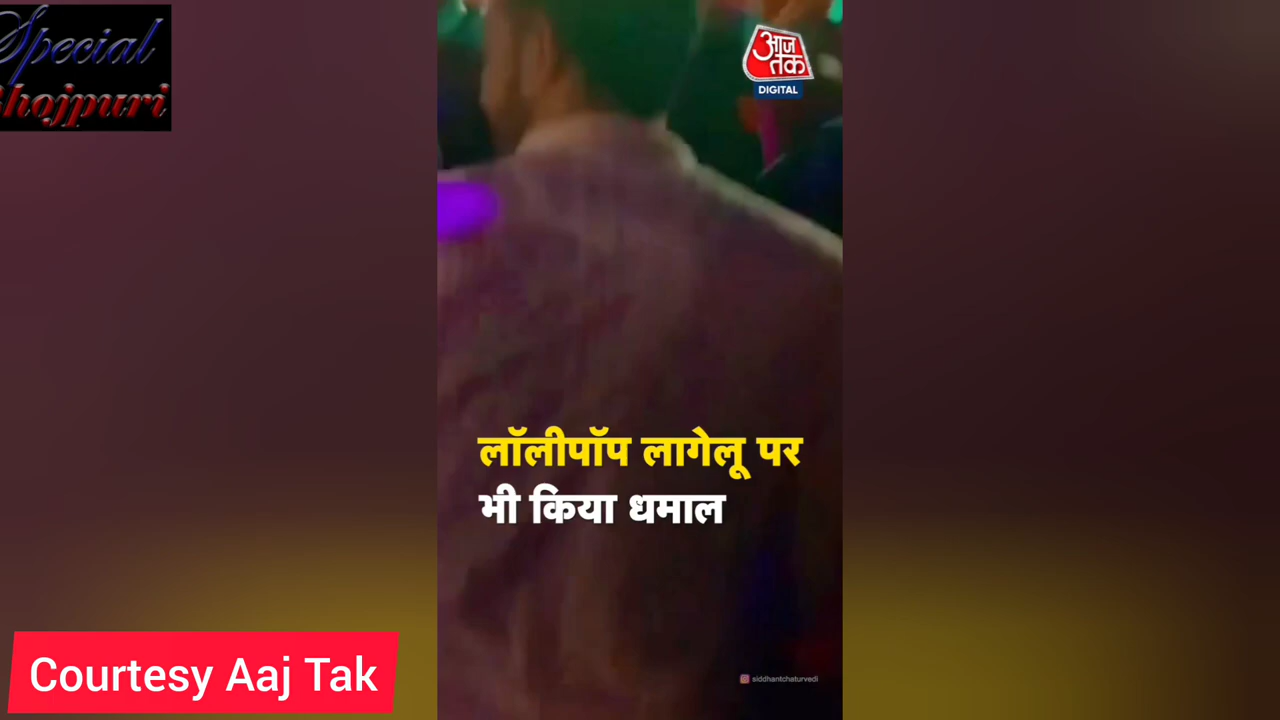 Special
Bhojpuri
आज
तक
DIGITAL
लॉलीपॉप लागेलू पर
भी किया धमाल
siddhantchaturvedi
Courtesy Aaj Tak